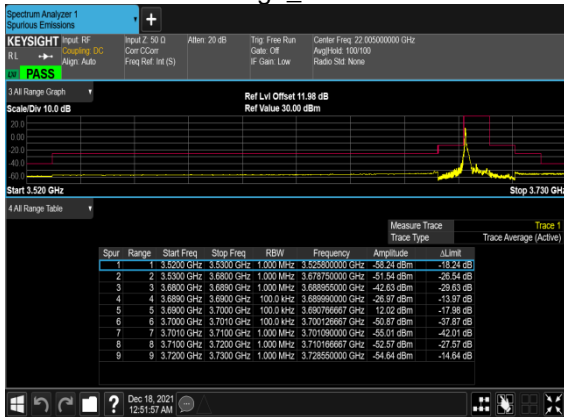 Spectrum Analyzer 1
Spurious Emissions
+
KEYSIGHT Input: RF Input Z: 50 Ω Atten: 20 dB Trig: Free Run Center Freq: 22.005000000 GHz
RL Coupling: DC Corr CCorr Gate: Off Avg|Hold: 100/100
Align: Auto Freq Ref: Int (S) IF Gain: Low Radio Std: None
PASS
3 All Range Graph
Ref Lvl Offset 11.98 dB
Scale/Div 10.0 dB Ref Value 30.00 dBm
20.0
0.00
-20.0
-40.0
-60.0
Start 3.520 GHz Stop 3.730 GHz
4 All Range Table
Measure Trace Trace 1
Trace Type Trace Average (Active)
Spur Range Start Freq Stop Freq RBW Frequency Amplitude ΔLimit
1 1 3.5200 GHz 3.5300 GHz 1.000 MHz 3.525800000 GHz -58.24 dBm -18.24 dB
2 2 3.5300 GHz 3.6800 GHz 1.000 MHz 3.678750000 GHz -51.54 dBm -26.54 dB
3 3 3.6800 GHz 3.6890 GHz 1.000 MHz 3.688955000 GHz -42.63 dBm -29.63 dB
4 4 3.6890 GHz 3.6900 GHz 100.0 kHz 3.689990000 GHz -26.97 dBm -13.97 dB
5 5 3.6900 GHz 3.7000 GHz 100.0 kHz 3.690766667 GHz 12.02 dBm -17.98 dB
6 6 3.7000 GHz 3.7010 GHz 100.0 kHz 3.700126667 GHz -50.87 dBm -37.87 dB
7 7 3.7010 GHz 3.7100 GHz 1.000 MHz 3.701090000 GHz -55.01 dBm -42.01 dB
8 8 3.7100 GHz 3.7200 GHz 1.000 MHz 3.710166667 GHz -52.57 dBm -27.57 dB
9 9 3.7200 GHz 3.7300 GHz 1.000 MHz 3.728550000 GHz -54.64 dBm -14.64 dB
? Dec 18, 2021
12:51:57 AM